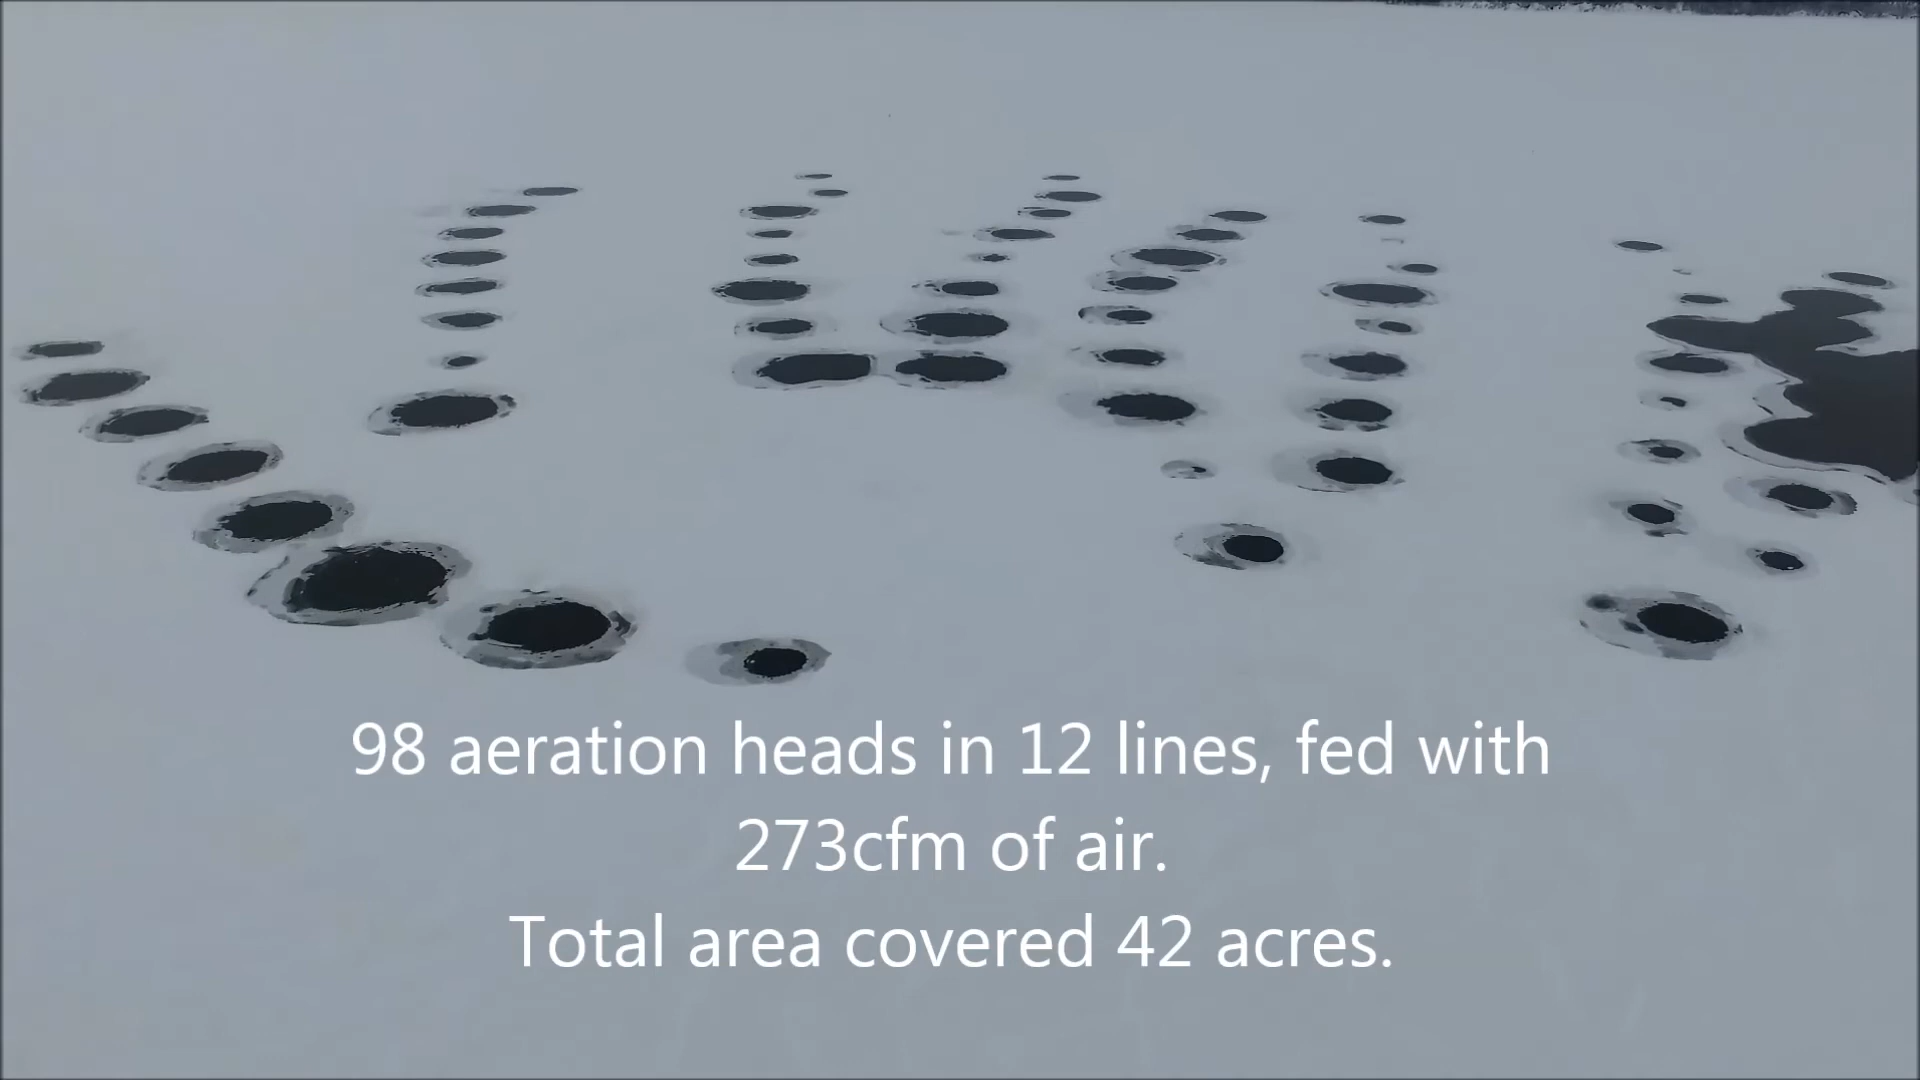 98 aeration heads in 12 lines, fed with
273cfm of air.
Total area covered 42 acres.